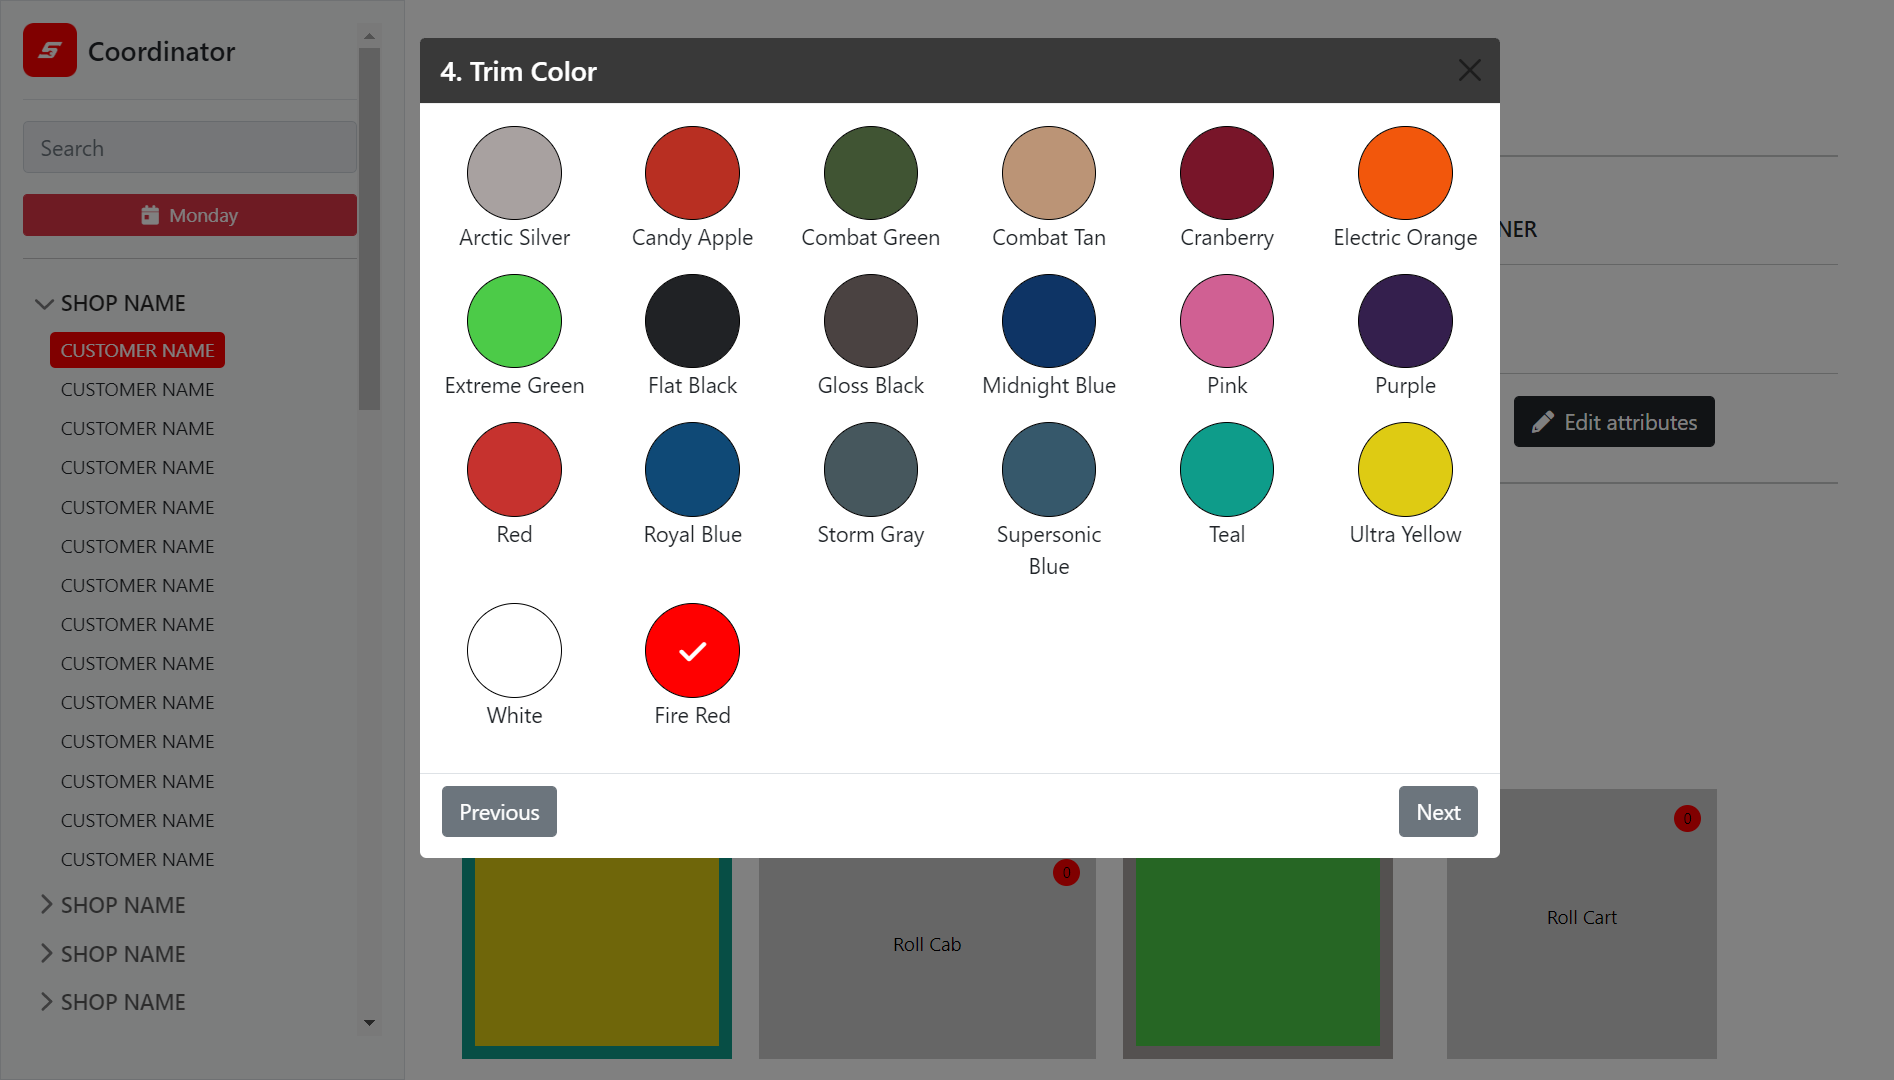 Coordinator
Search
Monday
SHOP NAME
CUSTOMER NAME
CUSTOMER NAME
CUSTOMER NAME
CUSTOMER NAME
CUSTOMER NAME
CUSTOMER NAME
CUSTOMER NAME
CUSTOMER NAME
CUSTOMER NAME
CUSTOMER NAME
CUSTOMER NAME
CUSTOMER NAME
CUSTOMER NAME
CUSTOMER NAME
SHOP NAME
SHOP NAME
SHOP NAME
4. Trim Color
Arctic Silver
Candy Apple
Combat Green
Combat Tan
Cranberry
Electric Orange
Extreme Green
Flat Black
Gloss Black
Midnight Blue
Pink
Purple
Red
Royal Blue
Storm Gray
Supersonic
Blue
Teal
Ultra Yellow
White
Fire Red
Previous
Next
NER
Edit attributes
0
Roll Cab
0
Roll Cart